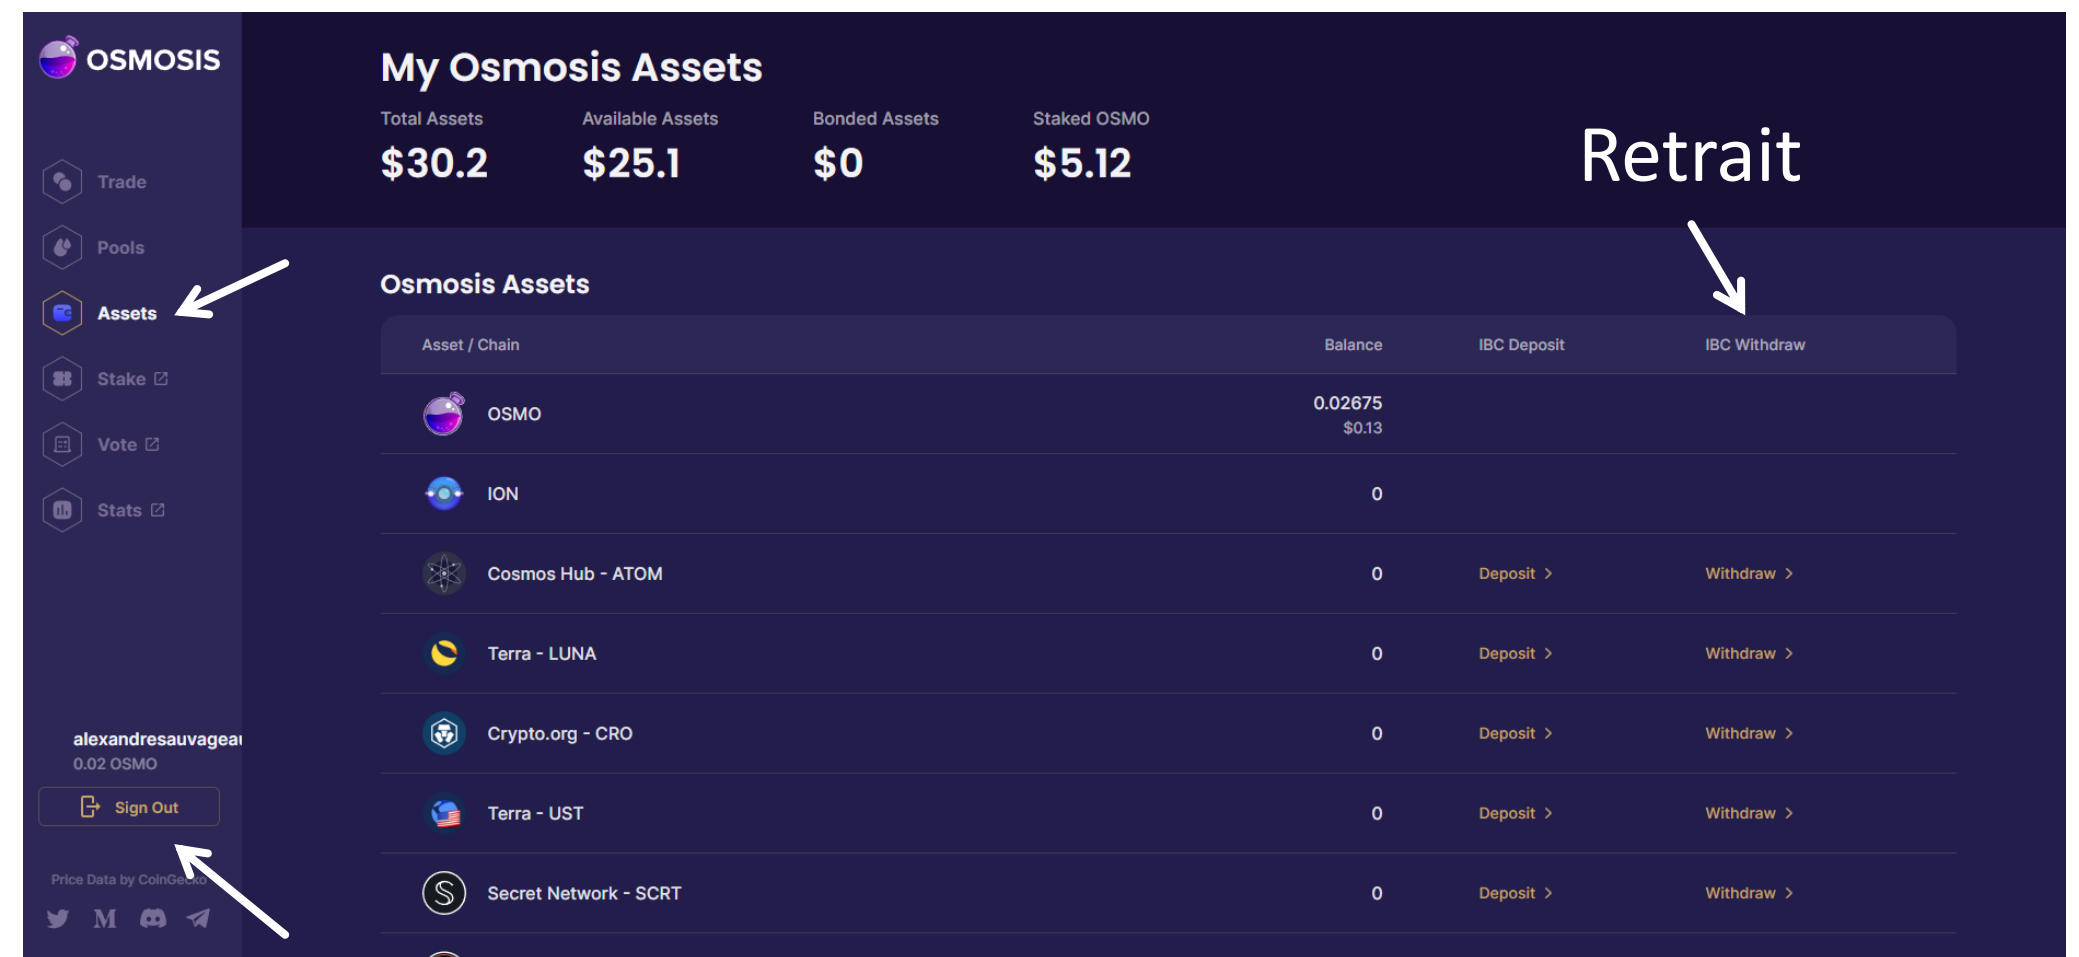 OSMOSIS
Trade
Pools
Assets
Stake
Vote
Stats
alexandresauvageau
0.02 OSMO
Sign Out
Price Data by CoinGecko
My Osmosis Assets
Total Assets Available Assets Bonded Assets Staked OSMO
$30.2 $25.1 $0 $5.12
Retrait
Osmosis Assets
Asset / Chain Balance IBC Deposit IBC Withdraw
OSMO 0.02675
$0.13
ION 0
Cosmos Hub - ATOM 0 Deposit Withdraw
Terra - LUNA 0 Deposit Withdraw
Crypto.org - CRO 0 Deposit Withdraw
Terra - UST 0 Deposit Withdraw
Secret Network - SCRT 0 Deposit Withdraw